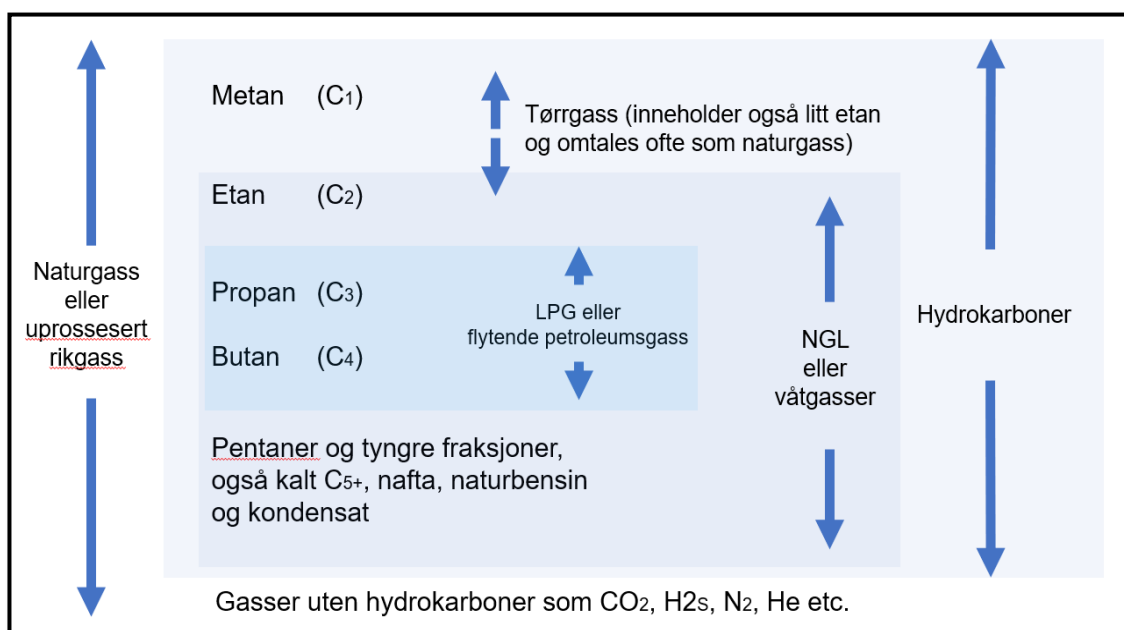 Metan (C1)
Tørrgass (inneholder også litt etan
og omtales ofte som naturgass)
Etan (C2)
Naturgass
eller
uprossesert
rikgass
Propan (C3)
LPG eller
flytende petroleumsgass
Butan (C4)
NGL
eller
våtgasser
Hydrokarboner
Pentaner og tyngre fraksjoner,
også kalt C5+, nafta, naturbensin
og kondensat
Gasser uten hydrokarboner som CO2, H2S, N2, He etc.